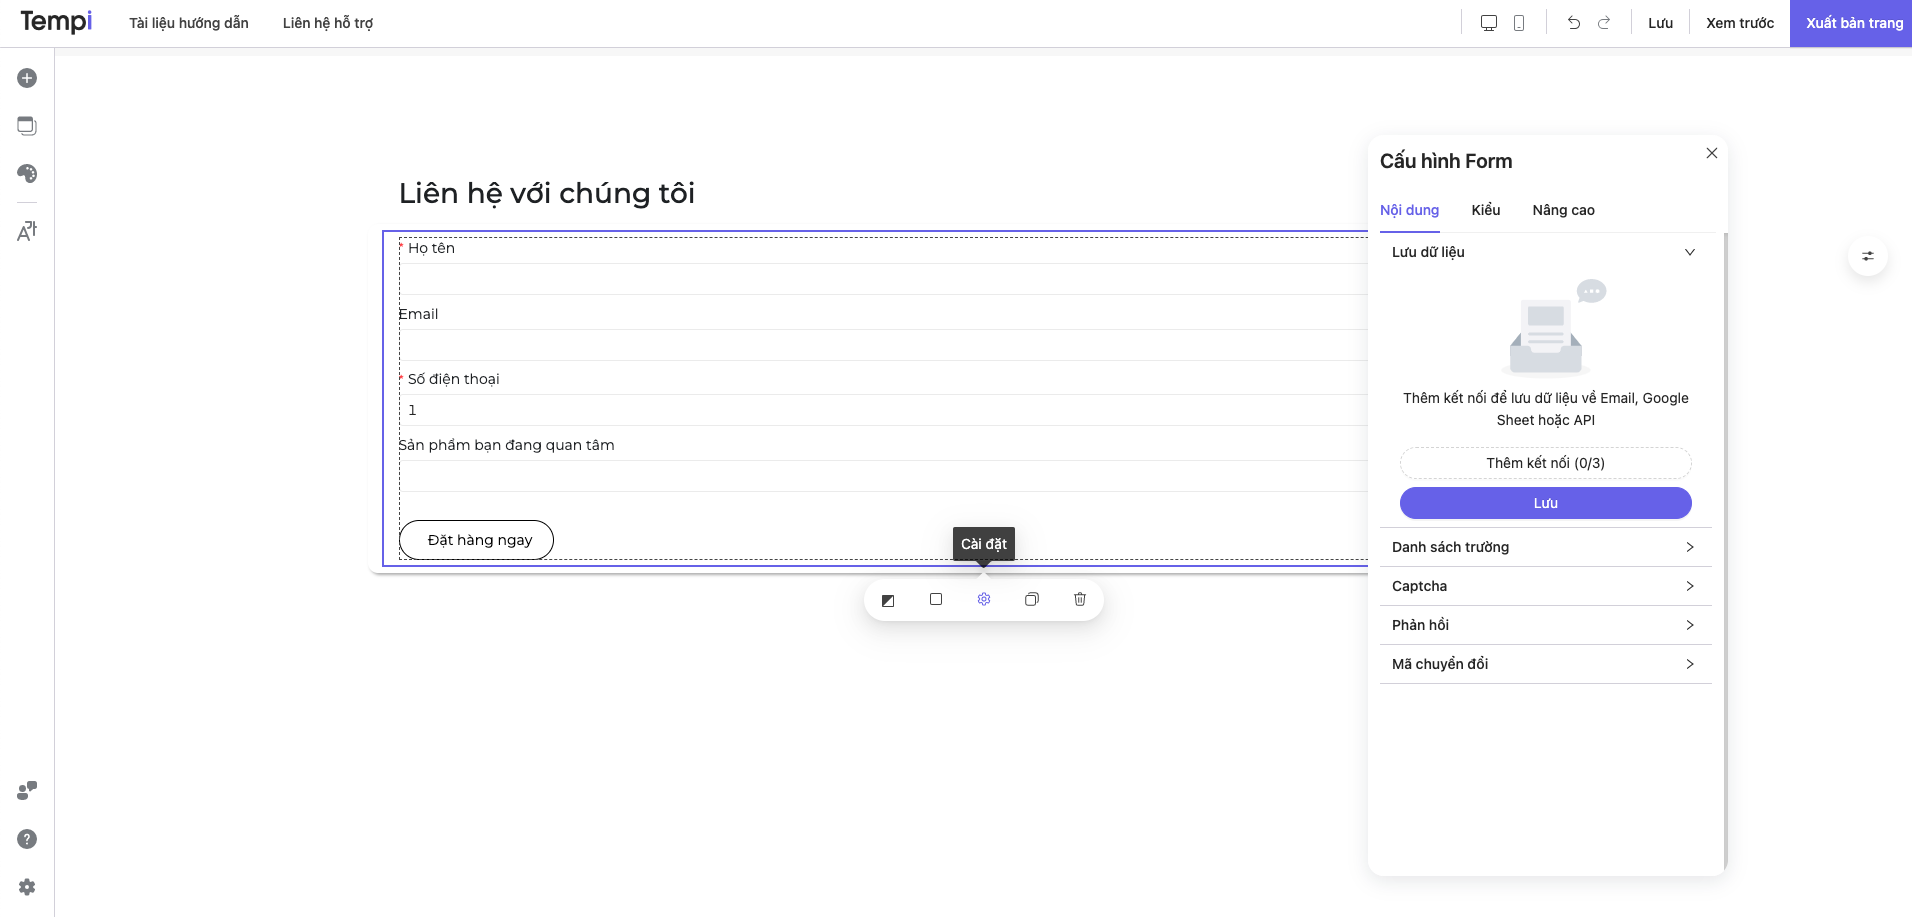 Tempi
Tài liệu hướng dẫn
Liên hệ hỗ trợ
Lưu
Xem trước
Xuất bản trang
Liên hệ với chúng tôi
* Họ tên
Email
* Số điện thoại
1
Sản phẩm bạn đang quan tâm
Đặt hàng ngay
Cài đặt
Cấu hình Form
Nội dung
Kiểu
Nâng cao
Lưu dữ liệu
Thêm kết nối để lưu dữ liệu về Email, Google
Sheet hoặc API
Thêm kết nối (0/3)
Lưu
Danh sách trường
Captcha
Phản hồi
Mã chuyển đổi